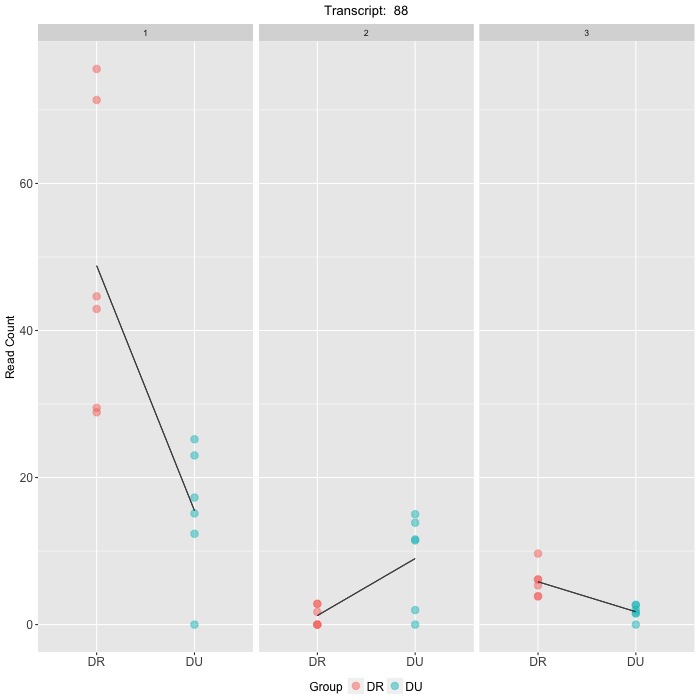 Transcript:  88
1 2 3
Read Count
60
40
20
0
DR DU DR DU DR DU
Group DR DU